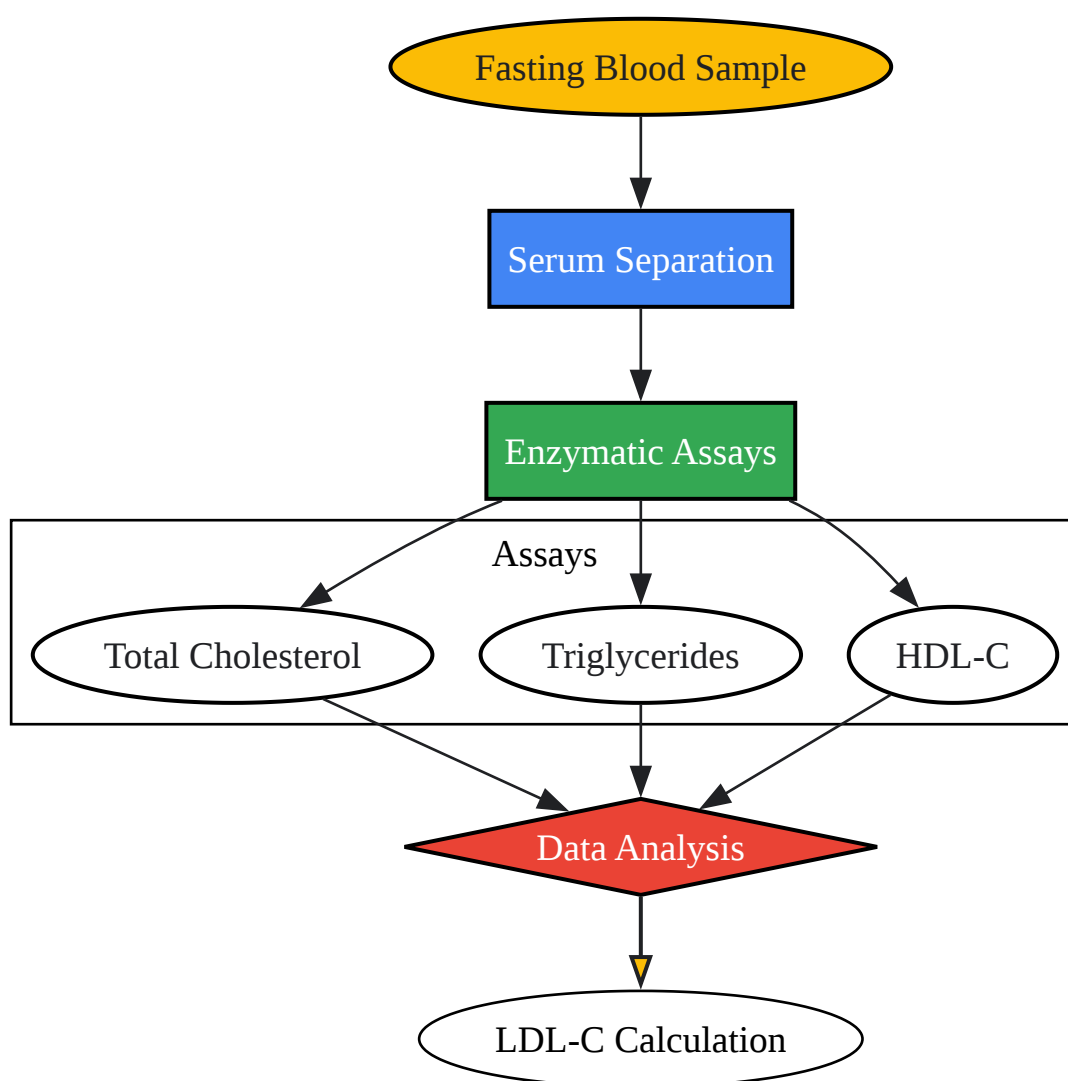 Fasting Blood Sample
Serum Separation
Enzymatic Assays
Assays
Total Cholesterol
Triglycerides
HDL-C
Data Analysis
LDL-C Calculation